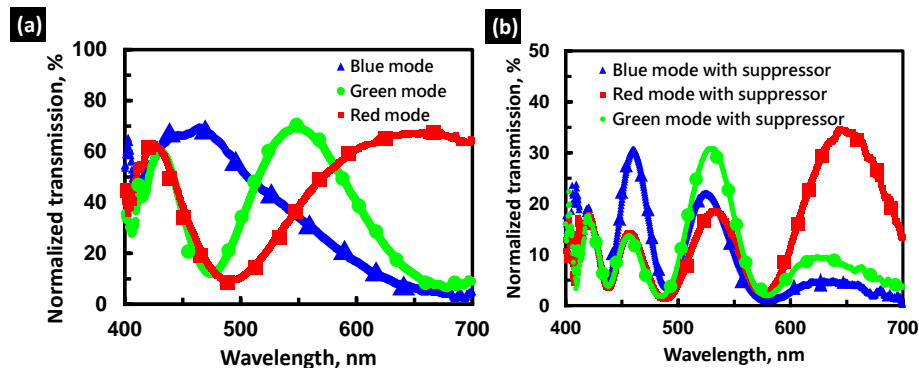 (a)
Normalized transmission, %
100
80
60
40
20
0
Blue mode
Green mode
Red mode
400
500
600
700
Wavelength, nm
(b)
Normalized transmission, %
50
40
30
20
10
0
Blue mode with suppressor
Red mode with suppressor
Green mode with suppressor
400
500
600
700
Wavelength, nm